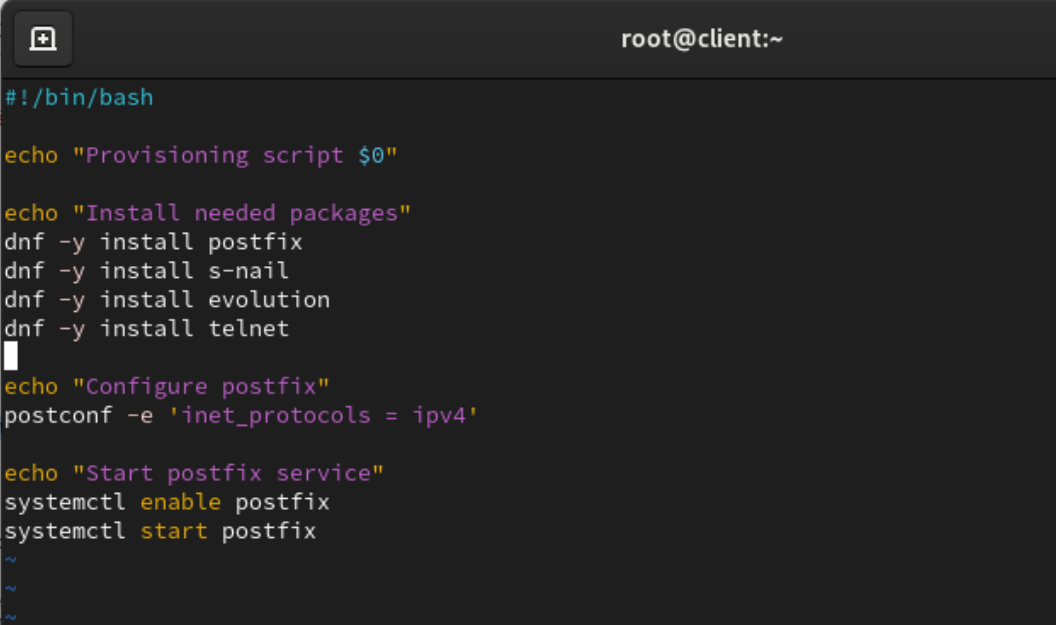 root@client:~
#!/bin/bash
echo "Provisioning script $0"
echo "Install needed packages"
dnf -y install postfix
dnf -y install s-nail
dnf -y install evolution
dnf -y install telnet
echo "Configure postfix"
postconf -e 'inet_protocols = ipv4'
echo "Start postfix service"
systemctl enable postfix
systemctl start postfix
~
~
~